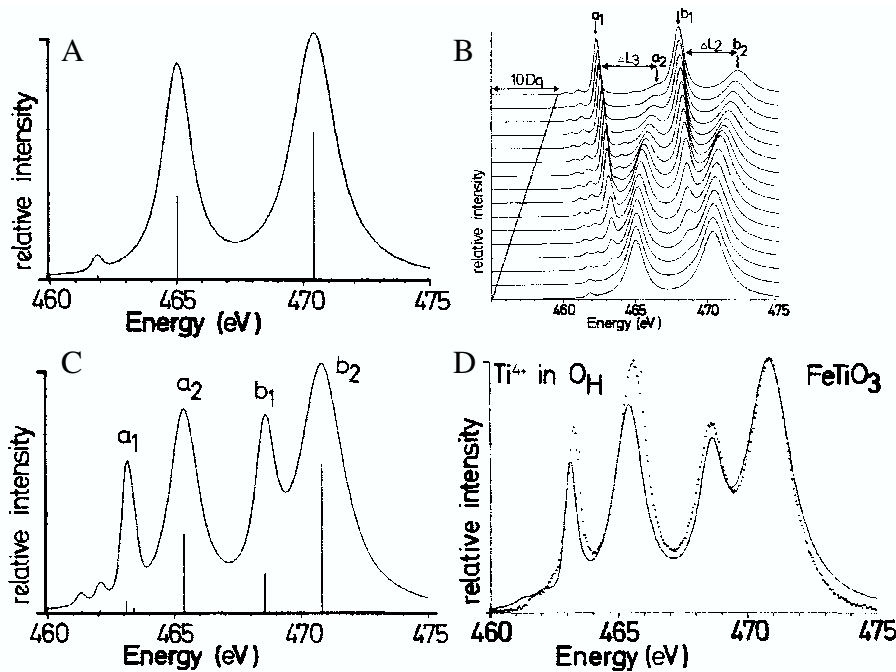 A
relative intensity
460 465 470 475
Energy (eV)
B
a₁ b₁
ΔL₃ a₂ ΔL₂ b₂
10Dq
relative intensity
460 465 470 475
Energy (eV)
C
a₁ a₂ b₁ b₂
relative intensity
460 465 470 475
Energy (eV)
D
Ti⁴⁺ in O_H FeTiO₃
relative intensity
460 465 470 475
Energy (eV)